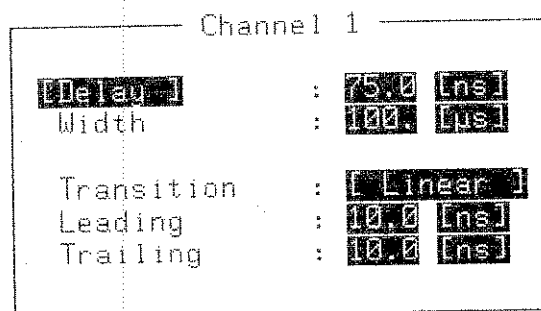 Channel 1
[Delay ] : 75.0 [ns]
Width : 100. [µs]
Transition : [ Linear ]
Leading : 10.0 [ns]
Trailing : 10.0 [ns]